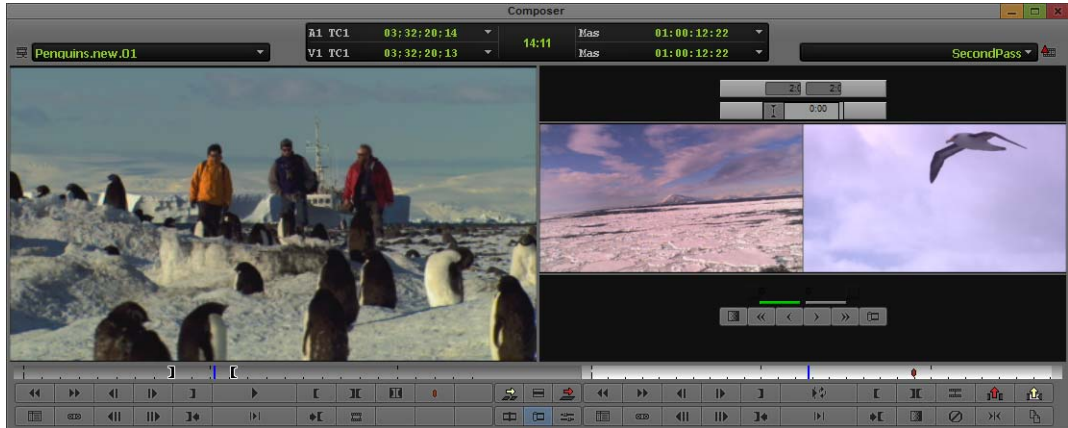 Composer
Penguins.new.01
A1 TC1 03;32;20;14
V1 TC1 03;32;20;13
14:11
Mas 01:00:12:22
Mas 01:00:12:22
SecondPass
0:00